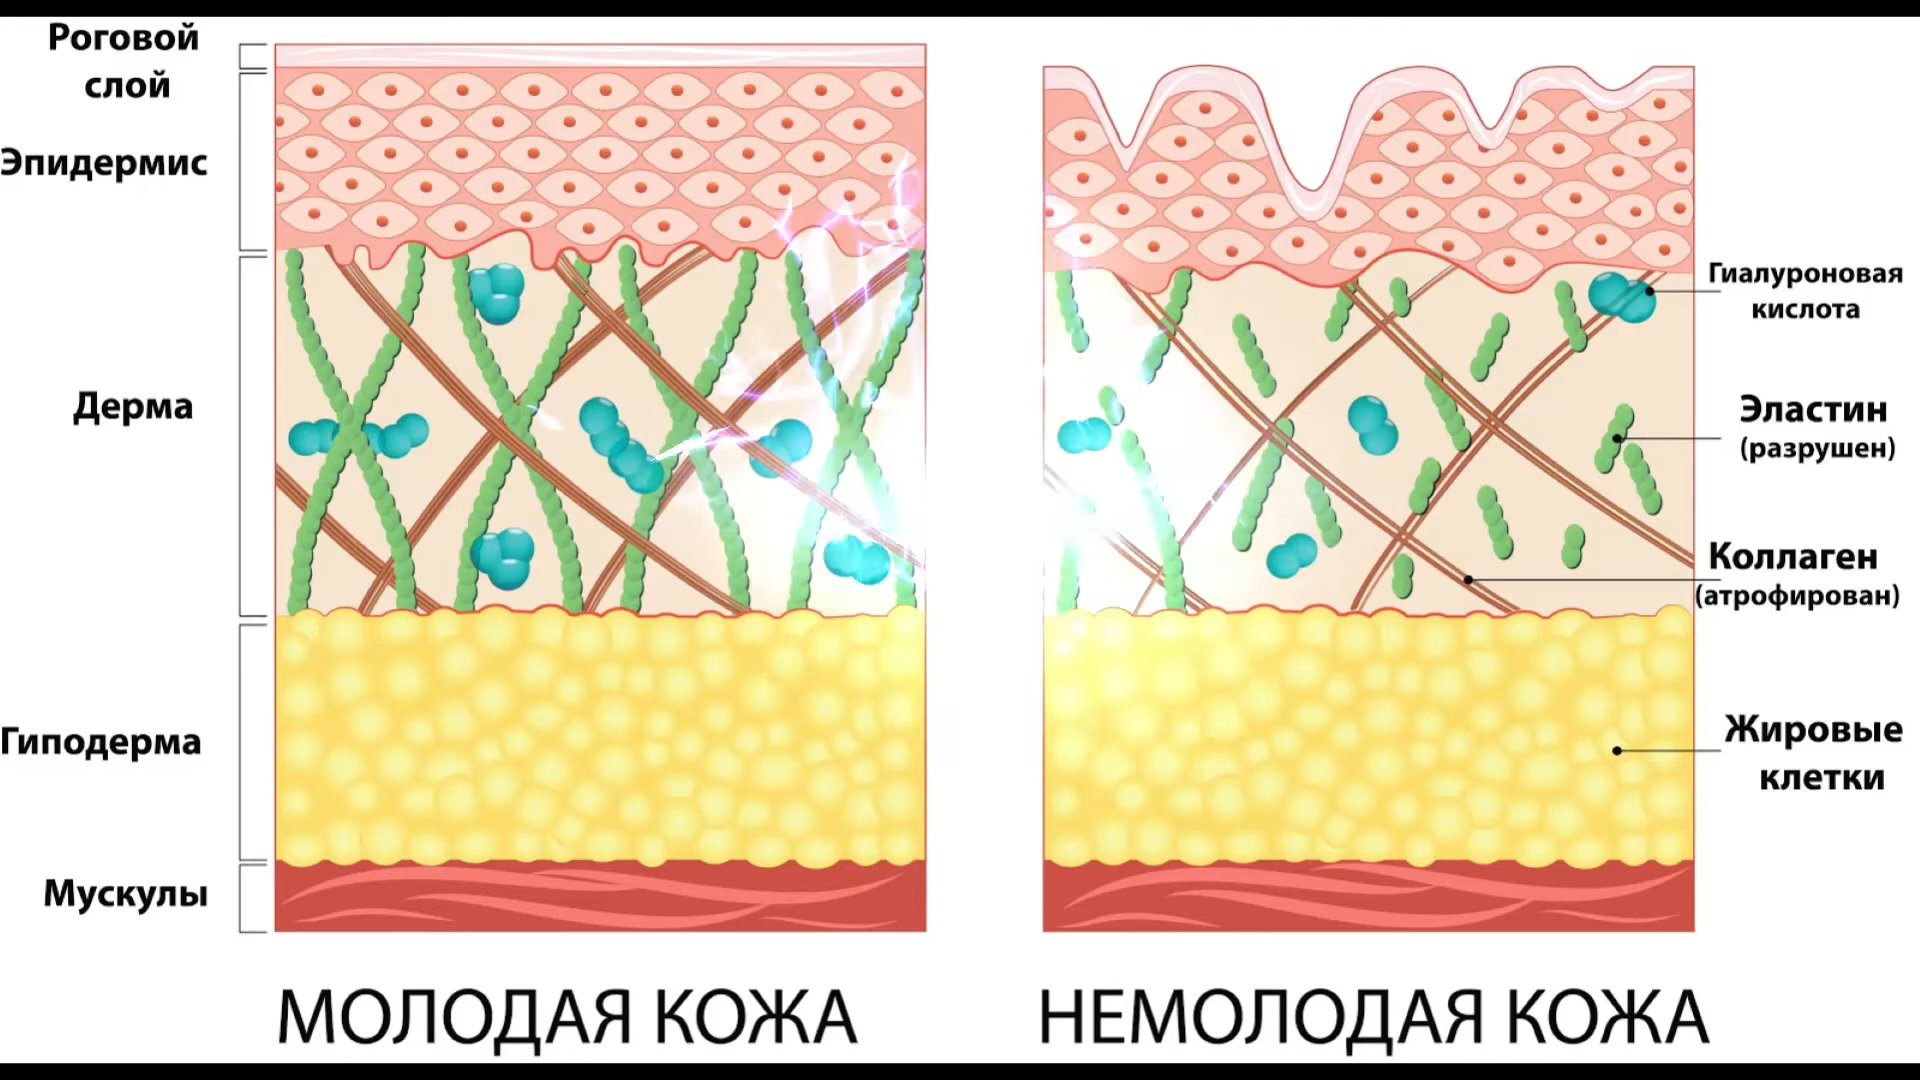 Роговой
слой
Эпидермис
Дерма
Гиподерма
Мускулы
Гиалуроновая
кислота
Эластин
(разрушен)
Коллаген
(атрофирован)
Жировые
клетки
МОЛОДАЯ КОЖА
НЕМОЛОДАЯ КОЖА